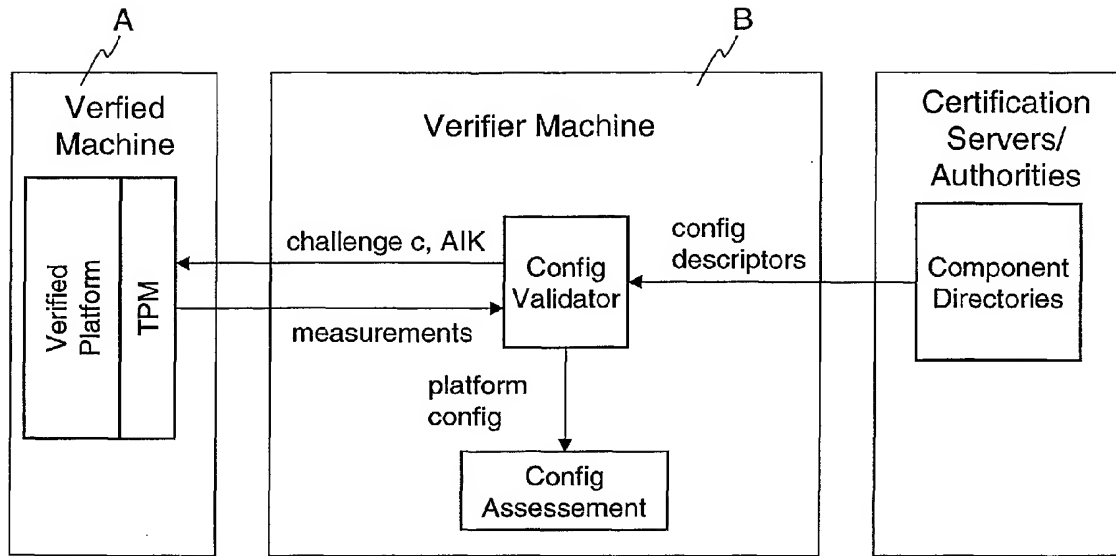 A
B
Verfied
Machine
Verifier Machine
Certification
Servers/
Authorities
Verified
Platform
TPM
challenge c, AIK
measurements
Config
Validator
config
descriptors
Component
Directories
platform
config
Config
Assessement